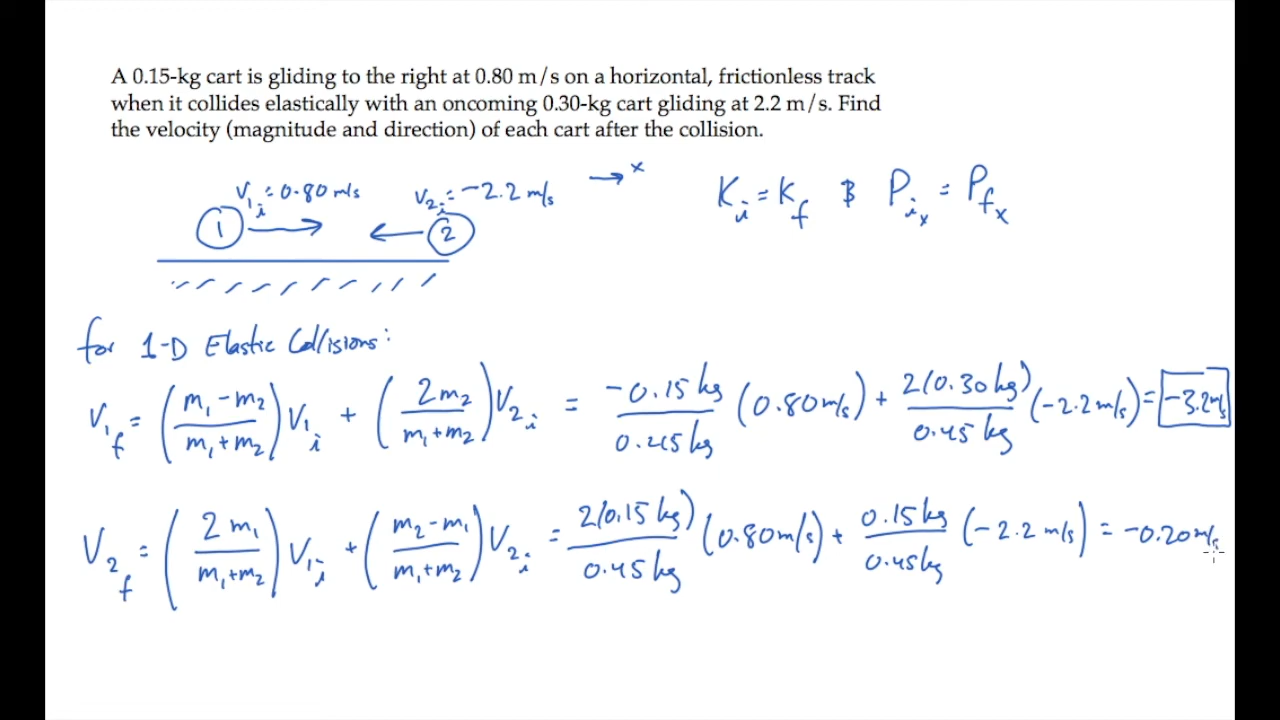 A 0.15-kg cart is gliding to the right at 0.80 m/s on a horizontal, frictionless track
when it collides elastically with an oncoming 0.30-kg cart gliding at 2.2 m/s. Find
the velocity (magnitude and direction) of each cart after the collision.
V₁ᵢ = 0.80 m/s V₂ᵢ = -2.2 m/s → x
1 2
Kᵢ = K_f & Pᵢₓ = P_fₓ
for 1-D Elastic Collisions:
V₁f = ((m₁ - m₂)/(m₁ + m₂)) V₁ᵢ + (2m₂/(m₁ + m₂)) V₂ᵢ = (-0.15 kg/0.45 kg) (0.80 m/s) + (2(0.30 kg)/0.45 kg) (-2.2 m/s) = -3.2 m/s
V₂f = (2m₁/(m₁ + m₂)) V₁ᵢ + ((m₂ - m₁)/(m₁ + m₂)) V₂ᵢ = (2(0.15 kg)/0.45 kg) (0.80 m/s) + (0.15 kg/0.45 kg) (-2.2 m/s) = -0.20 m/s